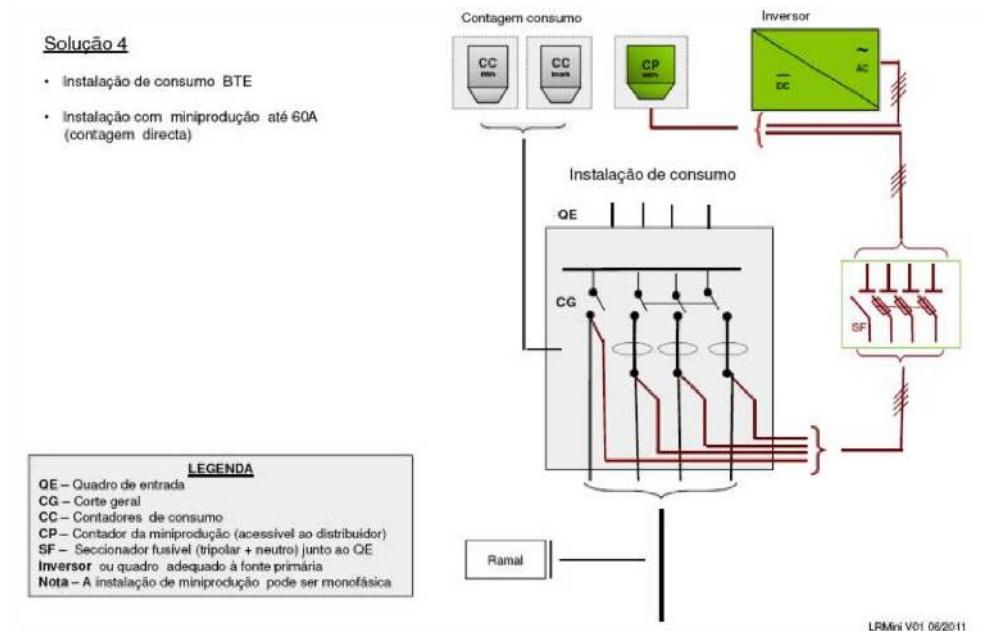 Solução 4
• Instalação de consumo BTE
• Instalação com miniprodução até 60A
(contagem directa)
Contagem consumo
CC
CC
CP
Inversor
~
AC
DC
Instalação de consumo
QE
CG
SF
Ramal
LEGENDA
QE – Quadro de entrada
CG – Corte geral
CC – Contadores de consumo
CP – Contador da miniprodução (acessível ao distribuidor)
SF – Seccionador fusível (tripolar + neutro) junto ao QE
Inversor ou quadro adequado à fonte primária
Nota – A instalação de miniprodução pode ser monofásica
LRMini V01 06/2011